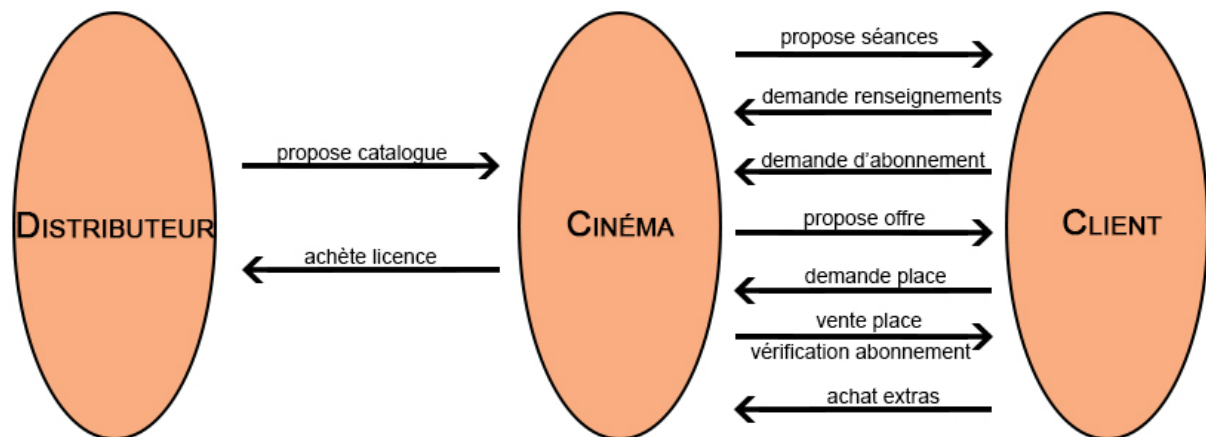 propose séances
demande renseignements
propose catalogue
demande d'abonnement
DISTRIBUTEUR
CINÉMA
propose offre
CLIENT
achète licence
demande place
vente place
vérification abonnement
achat extras